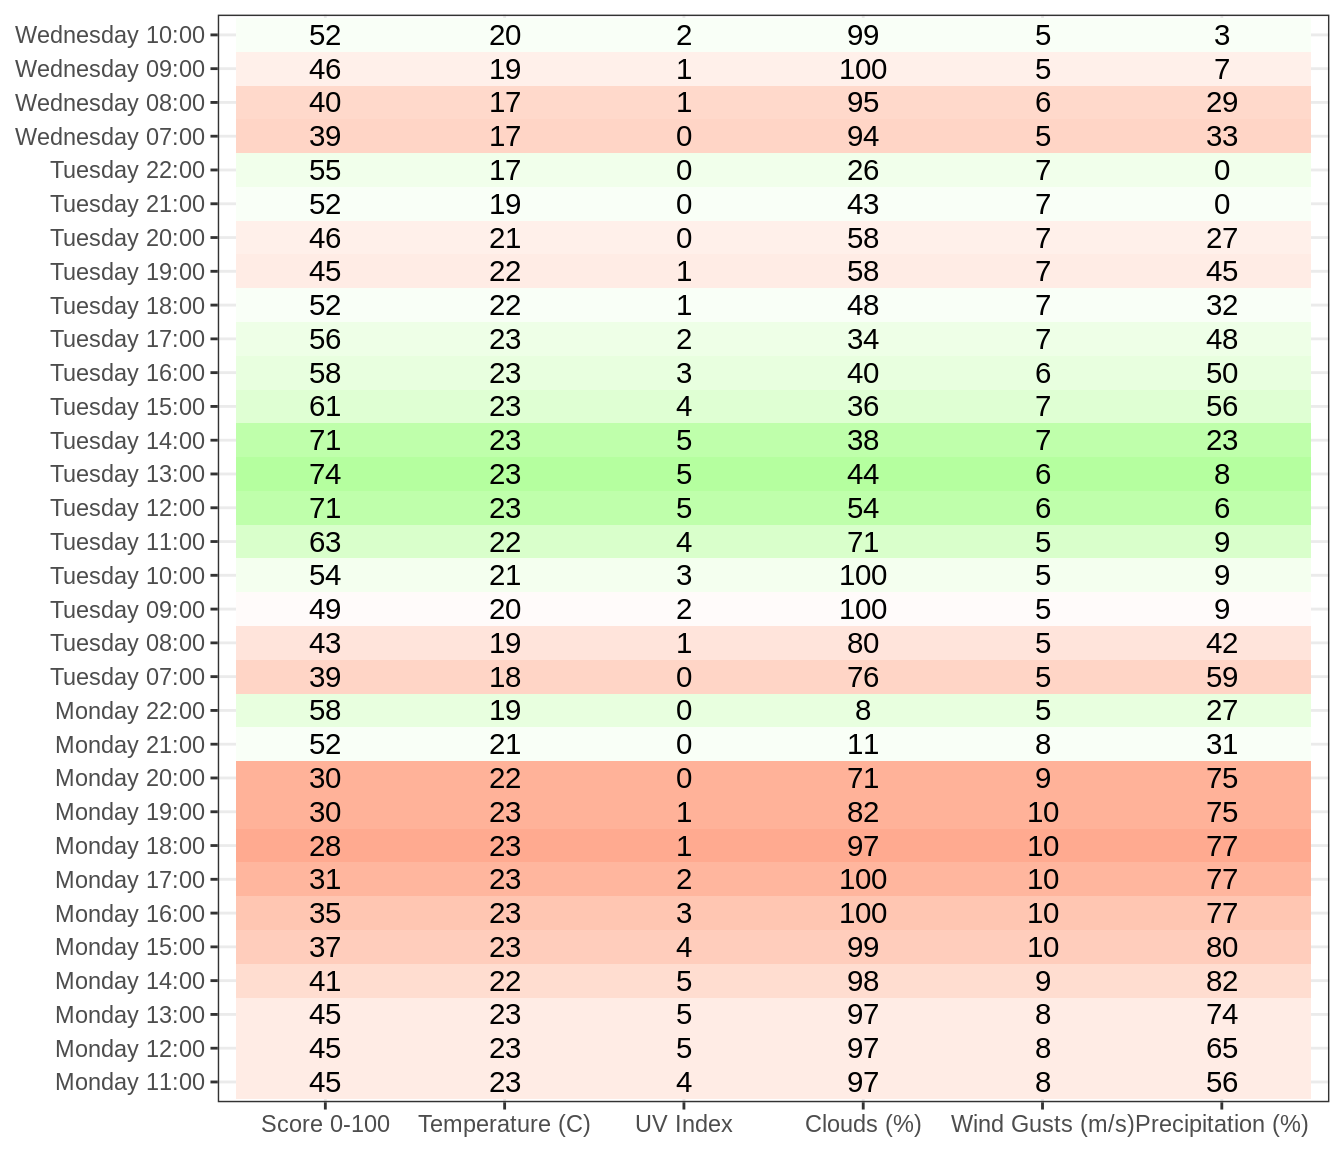 Wednesday 10:00 52 20 2 99 5 3
Wednesday 09:00 46 19 1 100 5 7
Wednesday 08:00 40 17 1 95 6 29
Wednesday 07:00 39 17 0 94 5 33
Tuesday 22:00 55 17 0 26 7 0
Tuesday 21:00 52 19 0 43 7 0
Tuesday 20:00 46 21 0 58 7 27
Tuesday 19:00 45 22 1 58 7 45
Tuesday 18:00 52 22 1 48 7 32
Tuesday 17:00 56 23 2 34 7 48
Tuesday 16:00 58 23 3 40 6 50
Tuesday 15:00 61 23 4 36 7 56
Tuesday 14:00 71 23 5 38 7 23
Tuesday 13:00 74 23 5 44 6 8
Tuesday 12:00 71 23 5 54 6 6
Tuesday 11:00 63 22 4 71 5 9
Tuesday 10:00 54 21 3 100 5 9
Tuesday 09:00 49 20 2 100 5 9
Tuesday 08:00 43 19 1 80 5 42
Tuesday 07:00 39 18 0 76 5 59
Monday 22:00 58 19 0 8 5 27
Monday 21:00 52 21 0 11 8 31
Monday 20:00 30 22 0 71 9 75
Monday 19:00 30 23 1 82 10 75
Monday 18:00 28 23 1 97 10 77
Monday 17:00 31 23 2 100 10 77
Monday 16:00 35 23 3 100 10 77
Monday 15:00 37 23 4 99 10 80
Monday 14:00 41 22 5 98 9 82
Monday 13:00 45 23 5 97 8 74
Monday 12:00 45 23 5 97 8 65
Monday 11:00 45 23 4 97 8 56
Score 0-100 Temperature (C) UV Index Clouds (%) Wind Gusts (m/s) Precipitation (%)